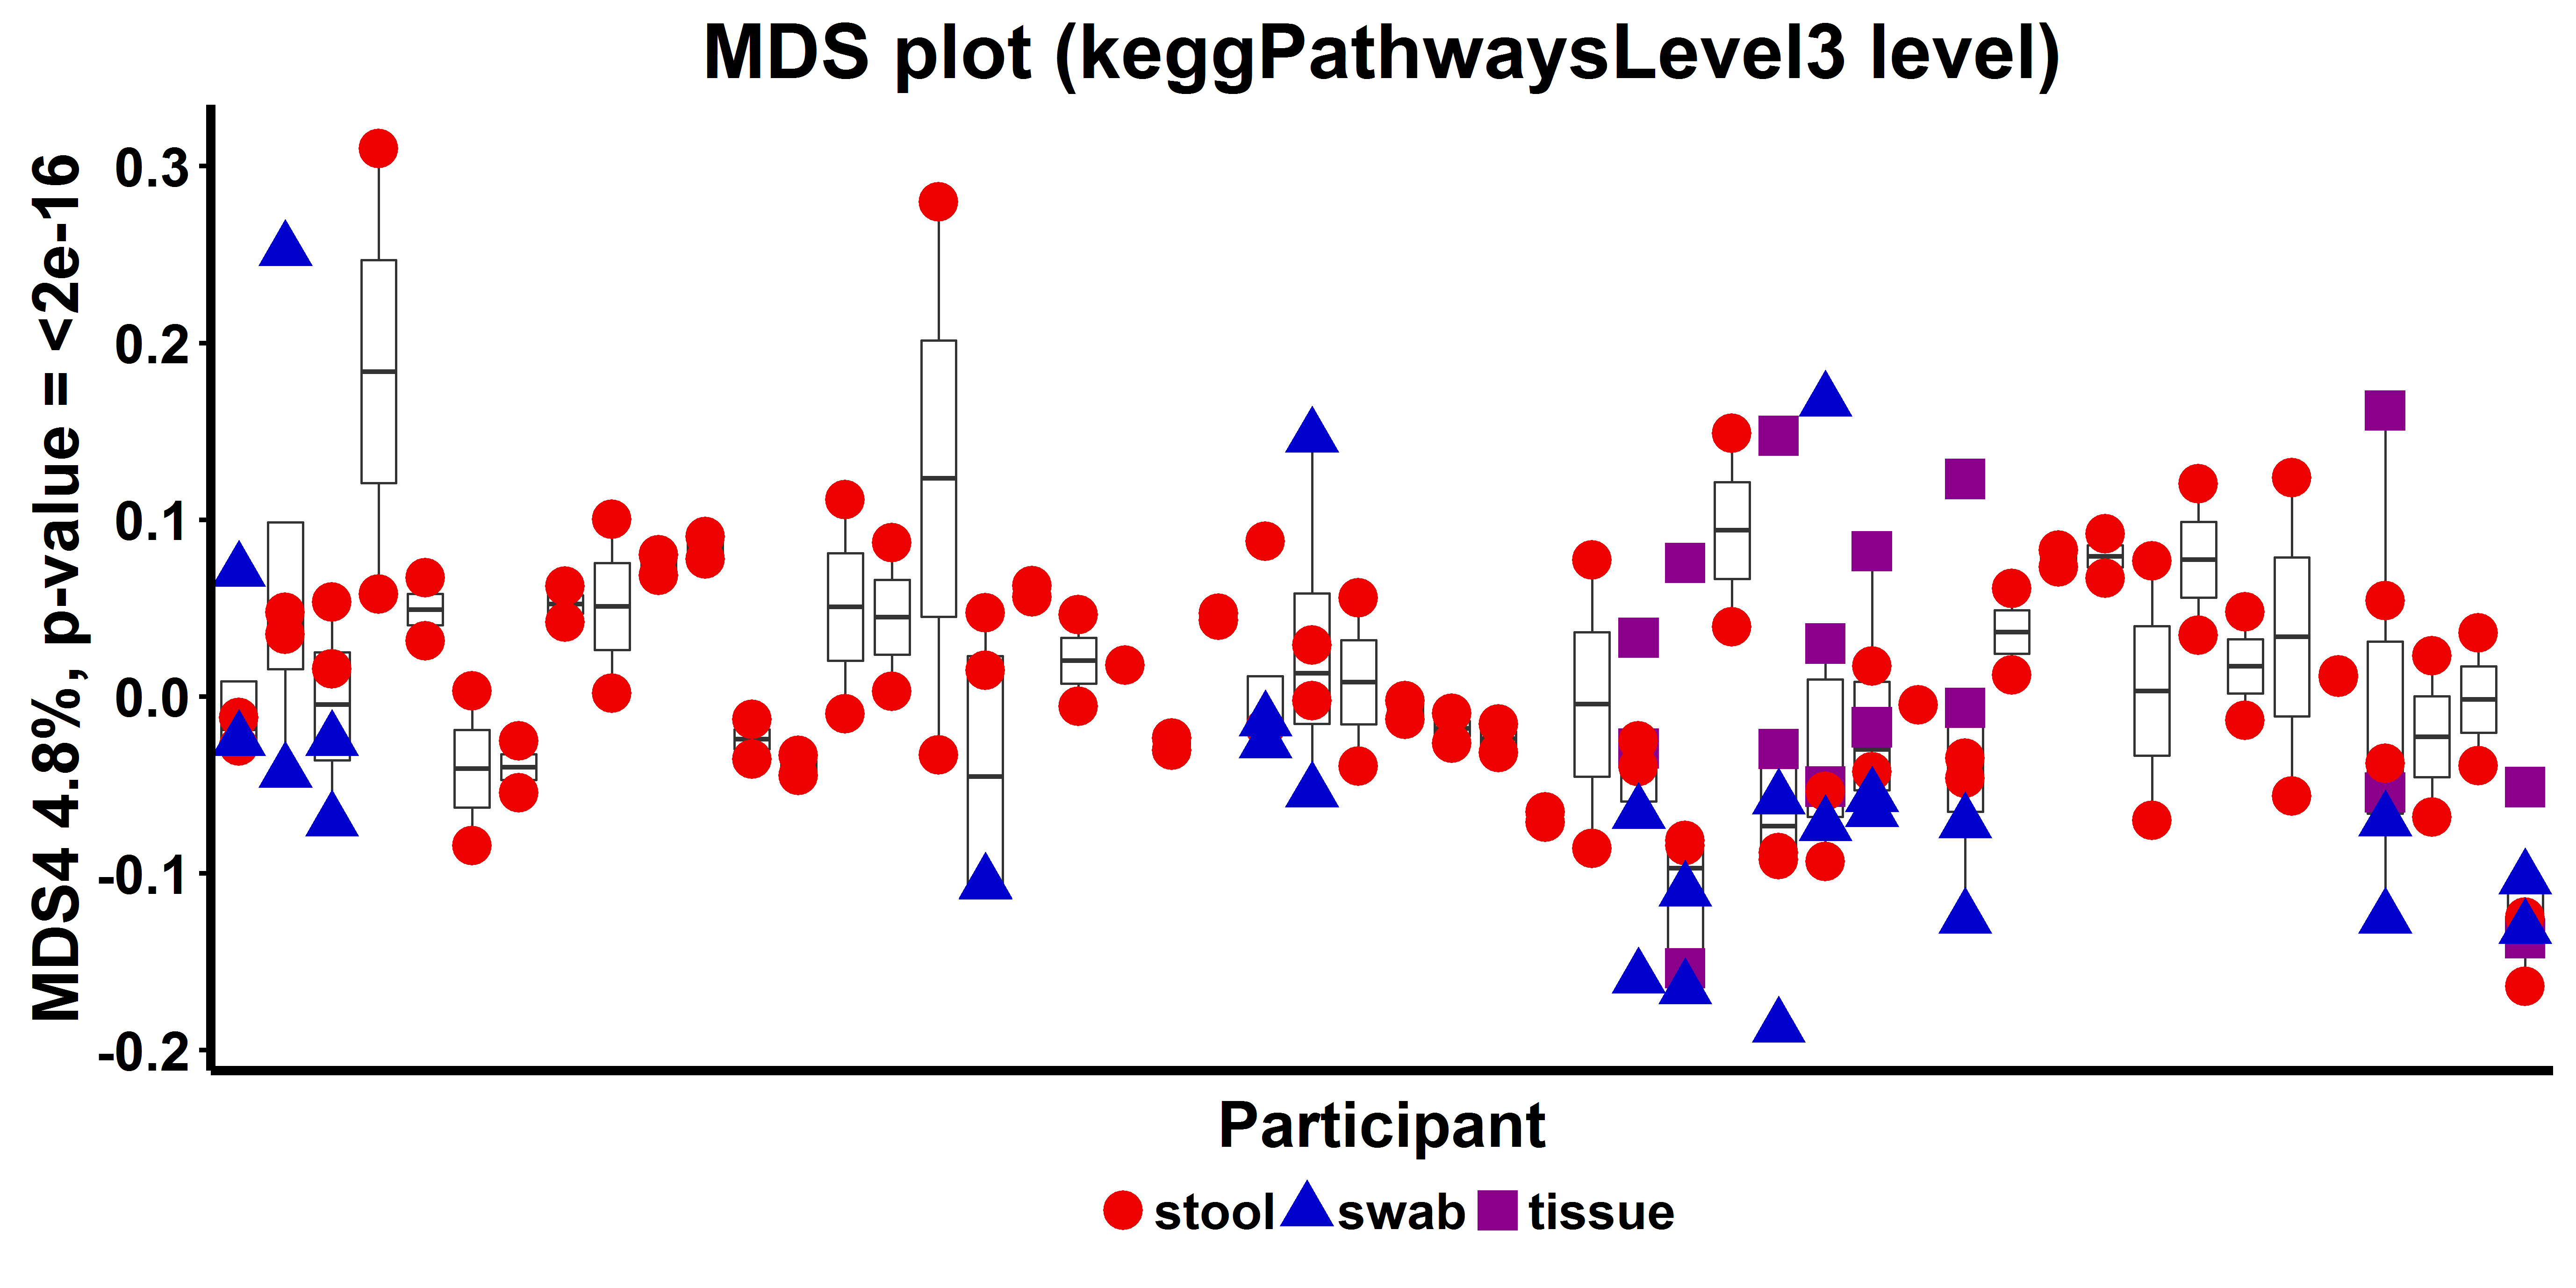 MDS plot (keggPathwaysLevel3 level)
MDS4 4.8%, p-value = <2e-16
0.3
0.2
0.1
0.0
-0.1
-0.2
Participant
stool swab tissue